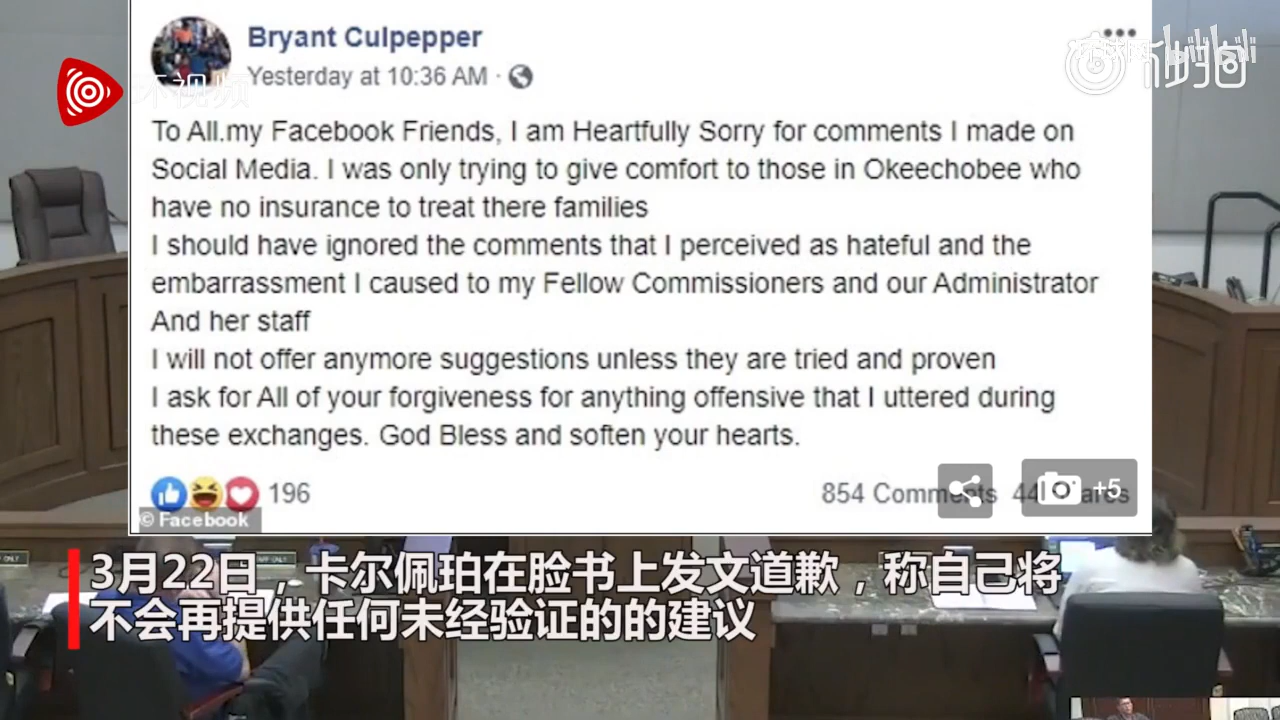 Bryant Culpepper
Yesterday at 10:36 AM ·
To All.my Facebook Friends, I am Heartfully Sorry for comments I made on
Social Media. I was only trying to give comfort to those in Okeechobee who
have no insurance to treat there families
I should have ignored the comments that I perceived as hateful and the
embarrassment I caused to my Fellow Commissioners and our Administrator
And her staff
I will not offer anymore suggestions unless they are tried and proven
I ask for All of your forgiveness for anything offensive that I uttered during
these exchanges. God Bless and soften your hearts.
196
854 Comments
+5
© Facebook
3月22日，卡尔佩珀在脸书上发文道歉，称自己将
不会再提供任何未经验证的的建议